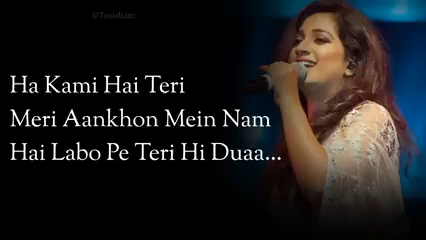 Ha Kami Hai Teri
Meri Aankhon Mein Nam
Hai Labo Pe Teri Hi Duaa...